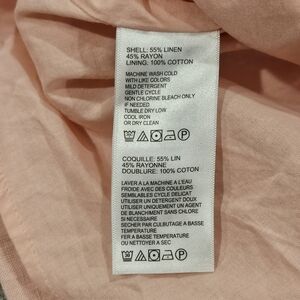 SHELL: 55% LINEN
45% RAYON
LINING: 100% COTTON
MACHINE WASH COLD
WITH LIKE COLORS
MILD DETERGENT
GENTLE CYCLE
NON CHLORINE BLEACH ONLY
IF NEEDED
TUMBLE DRY LOW
COOL IRON
OR DRY CLEAN
COQUILLE: 55% LIN
45% RAYONNE
DOUBLURE: 100% COTON
LAVER A LA MACHINE A L'EAU
FROIDE AVEC DES COULEURS
SEMBLABLES CYCLE DELICAT
UTILISER UN DETERGENT DOUX
UTILISER UNIQUEMENT UN AGENT
DE BLANCHIMENT SANS CHLORE
SI NECESSAIRE
SECHER PAR CULBUTAGE A BASSE
TEMPERATURE
FER A BASSE TEMPERATURE
OU NETTOYER A SEC